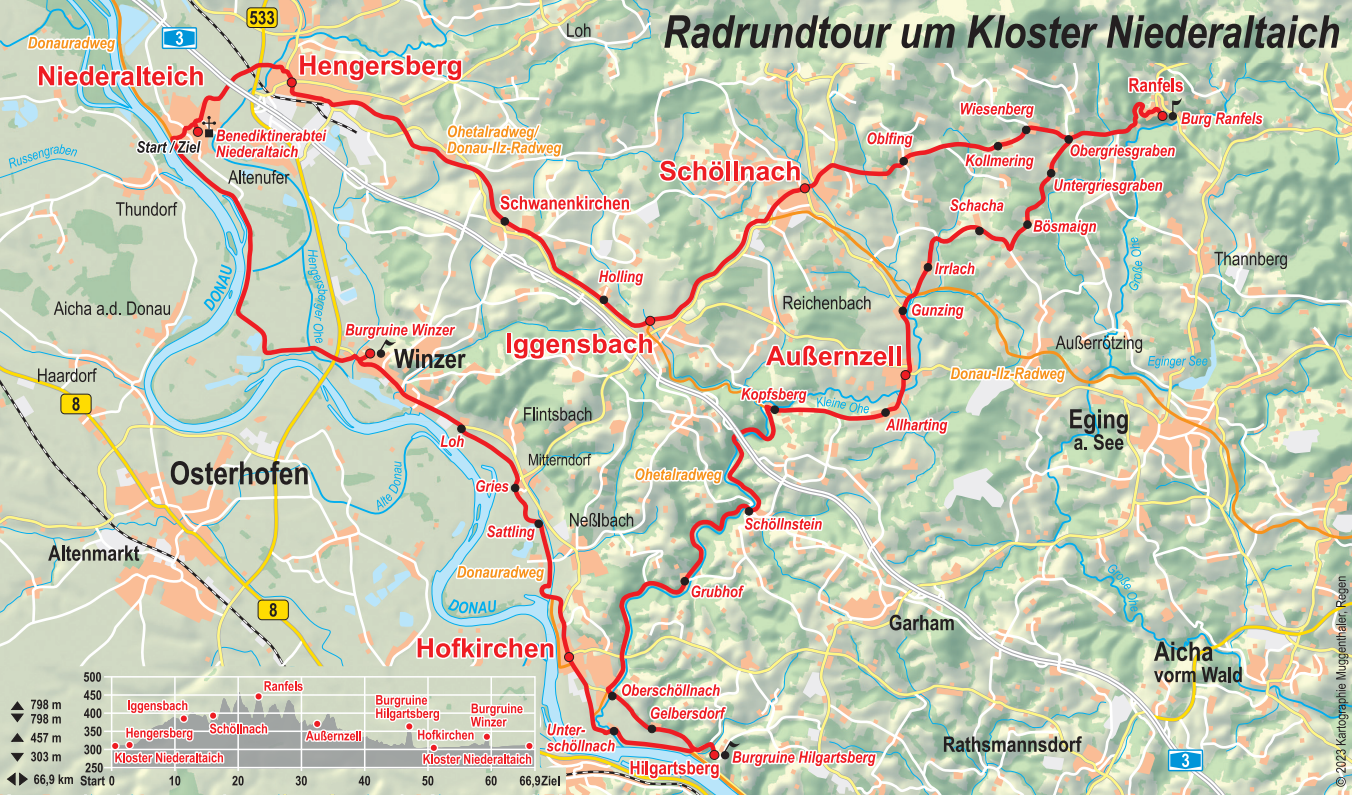 Radrundtour um Kloster Niederaltaich
533
3
Loh
Donauradweg
Niederalteich
Hengersberg
Ranfels
Burg Ranfels
Wiesenberg
Ohetalradweg/
Donau-Ilz-Radweg
Oblfing
Kollmering
Obergriesgraben
Benediktinerabtei
Niederaltaich
Start / Ziel
Russengraben
Altenufer
Schöllnach
Untergriesgraben
Thundorf
Schwanenkirchen
Schacha
Bösmaign
Große Ohe
DONAU
Hengersberger Ohe
Holling
Irrlach
Thannberg
Aicha a.d. Donau
Reichenbach
Gunzing
Burgruine Winzer
Winzer
Iggensbach
Außernzell
Außerrötzing
Eginger See
Haardorf
8
Donau-Ilz-Radweg
Kopfsberg
Kleine Ohe
Allharting
Flintsbach
Eging
a. See
Loh
Mitterndorf
Osterhofen
Alte Donau
Ohetalradweg
Gries
Neßlbach
Schöllnstein
Sattling
Altenmarkt
Donauradweg
Grubhof
Große Ohe
8
DONAU
Garham
Hofkirchen
Aicha
vorm Wald
Oberschöllnach
Gelbersdorf
Unter-
schöllnach
Hilgartsberg
Burgruine Hilgartsberg
Rathsmannsdorf
3
798 m
798 m
457 m
303 m
66,9 km
500
450
400
350
300
250
Iggensbach
Hengersberg
Kloster Niederaltaich
Schöllnach
Ranfels
Außernzell
Burgruine
Hilgartsberg
Hofkirchen
Burgruine
Winzer
Kloster Niederaltaich
Start 0 10 20 30 40 50 60 66,9 Ziel
© 2023 Kartographie Muggenthaler, Regen